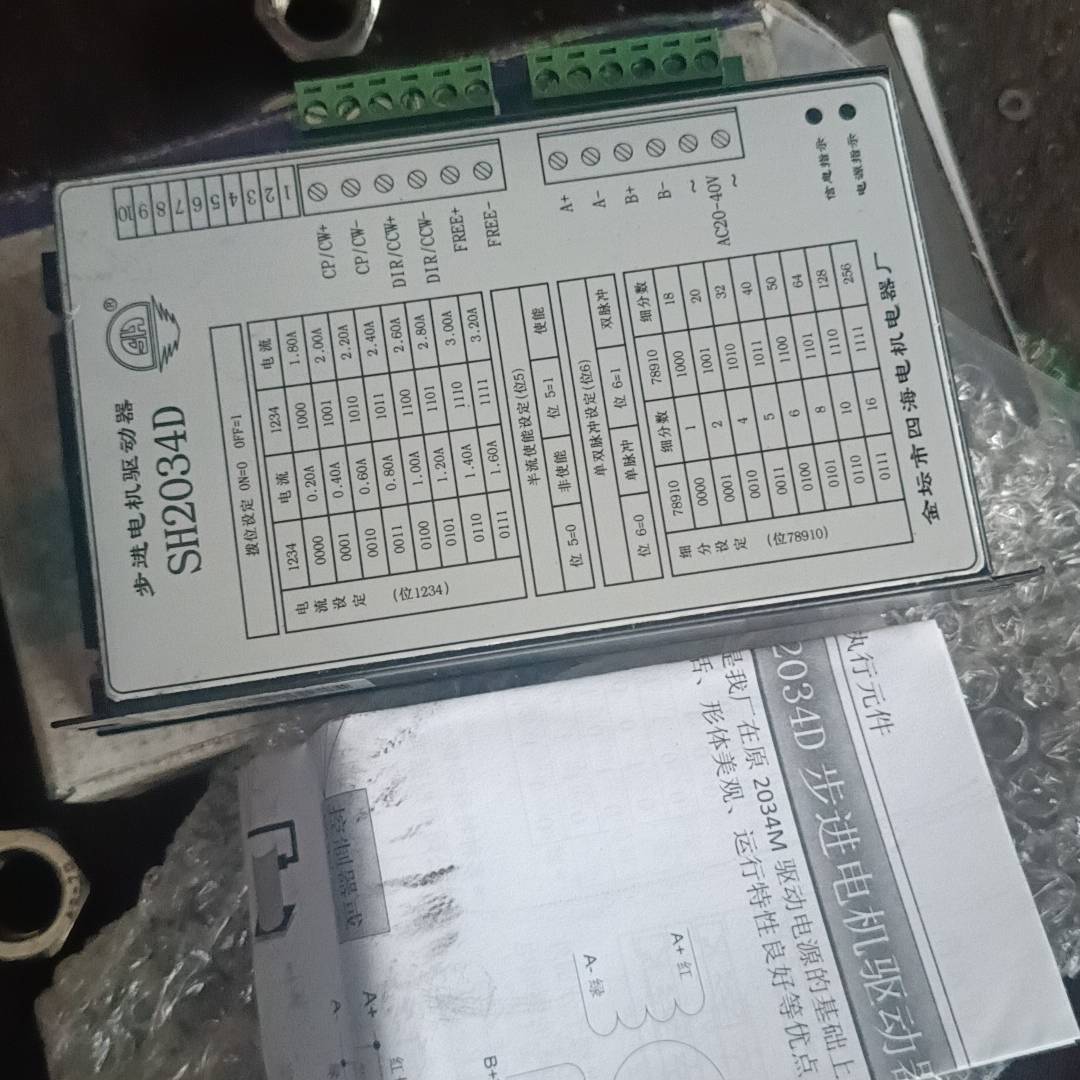 步进电机驱动器
SH2034D
®
拨位设定 ON=0 OFF=1
电流设定 (位1234)
1234 电 流 1234 电 流
0000 0.20A 1000 1.80A
0001 0.40A 1001 2.00A
0010 0.60A 1010 2.20A
0011 0.80A 1011 2.40A
0100 1.00A 1100 2.60A
0101 1.20A 1101 2.80A
0110 1.40A 1110 3.00A
0111 1.60A 1111 3.20A
半流使能设定(位5)
位 5=0 非使能 位 5=1 使能
单双脉冲设定(位6)
位 6=0 单脉冲 位 6=1 双脉冲
细分设定 (位78910)
78910 细分数 78910 细分数
0000 1 1000 18
0001 2 1001 20
0010 4 1010 32
0011 5 1011 40
0100 6 1100 50
0101 8 1101 64
0110 10 1110 128
0111 16 1111 256
金坛市四海电机电器厂
10 9 8 7 6 5 4 3 2 1
CP/CW+
CP/CW-
DIR/CCW+
DIR/CCW-
FREE+
FREE-
A+
A-
B+
B-
~
AC20-40V
~
信息指示
电源指示
执行元件
2034D 步进电机驱动器
是我厂在原 2034M 驱动电源的基础上
活、形体美观、运行特性良好等优点
A+ 红
A- 绿
控制器或
A+
A-
B+
红